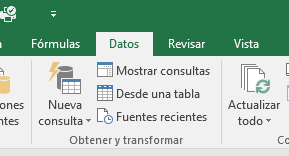 Fórmulas Datos Revisar Vista
Mostrar consultas
Nueva consulta
Desde una tabla
Fuentes recientes
Actualizar todo
Obtener y transformar